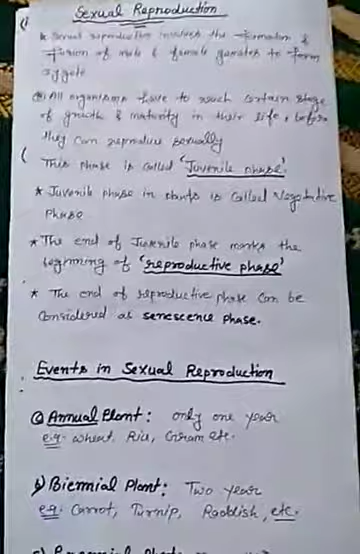 Sexual Reproduction
* Sexual reproduction involves the formation &
fusion of male & female gametes to form
zygote
* All organisms have to reach certain stage
of growth & maturity in their life, before
they can reproduce sexually
This phase is called 'Juvenile phase'.
* Juvenile phase in plants is called Vegetative
Phase
* The end of Juvenile phase marks the
beginning of 'reproductive phase'
* The end of reproductive phase can be
Considered as senescence phase.
Events in Sexual Reproduction
a) Annual Plant: only one year
e.g. wheat, Rice, Gram etc.
b) Biennial Plant: Two year
eg. Carrot, Turnip, Raddish, etc.